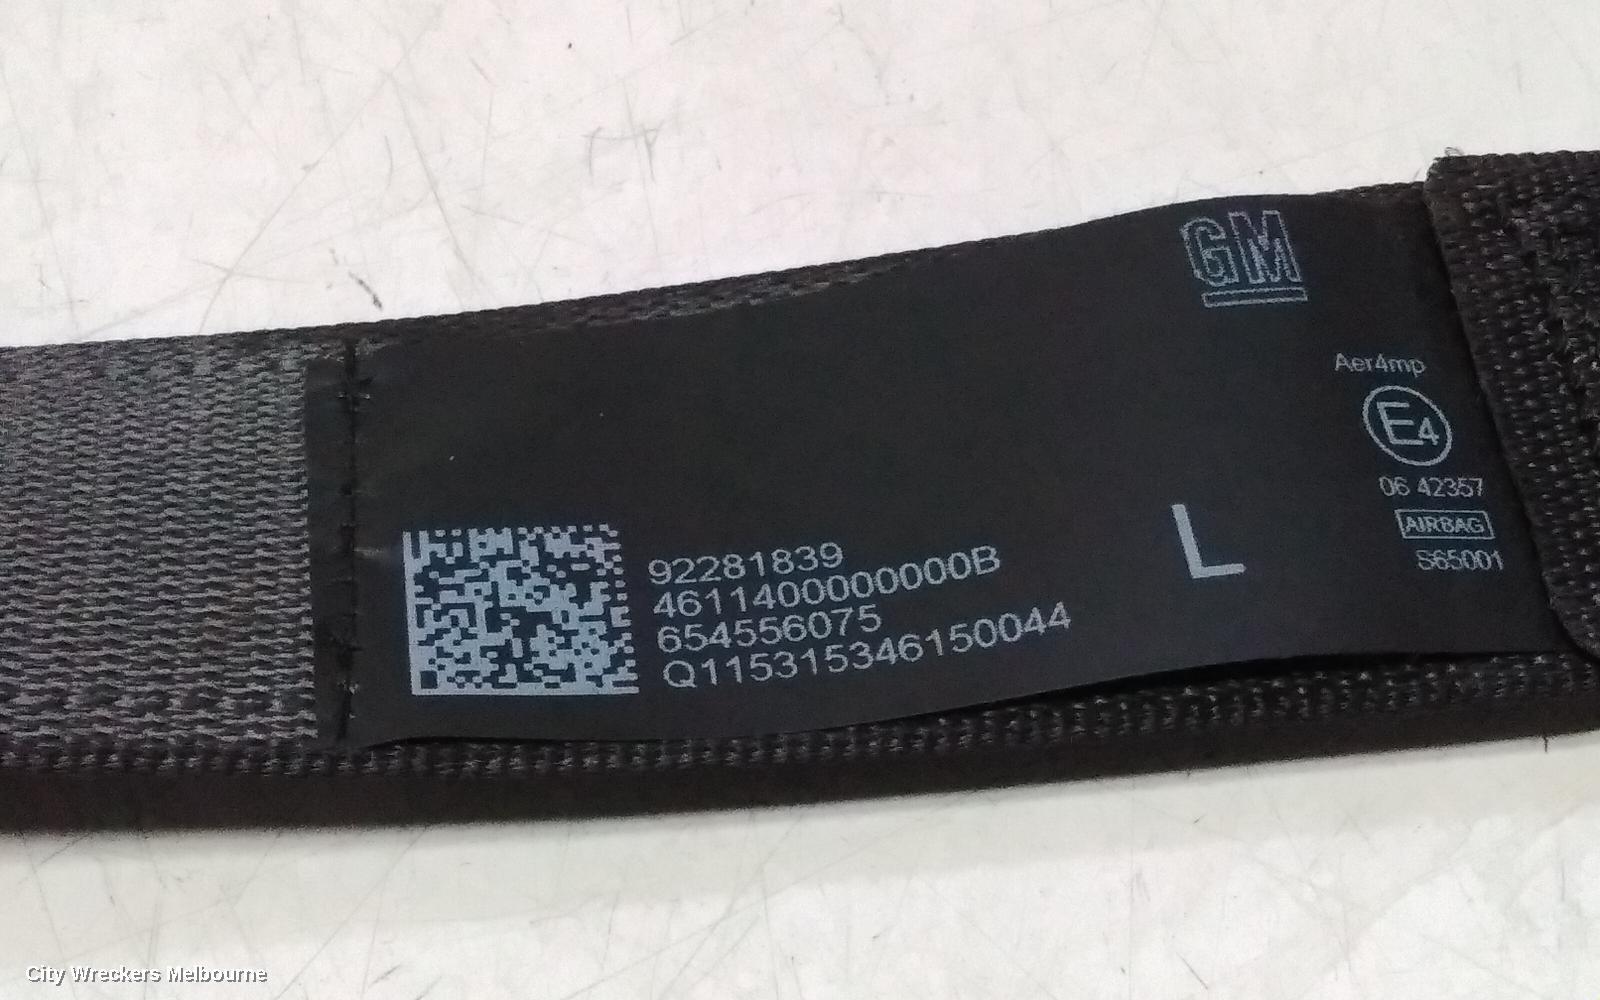 GM
Aer4mp
E4
06 42357
AIRBAG
S65001
L
92281839
4611400000000B
654556075
Q115315346150044
City Wreckers Melbourne